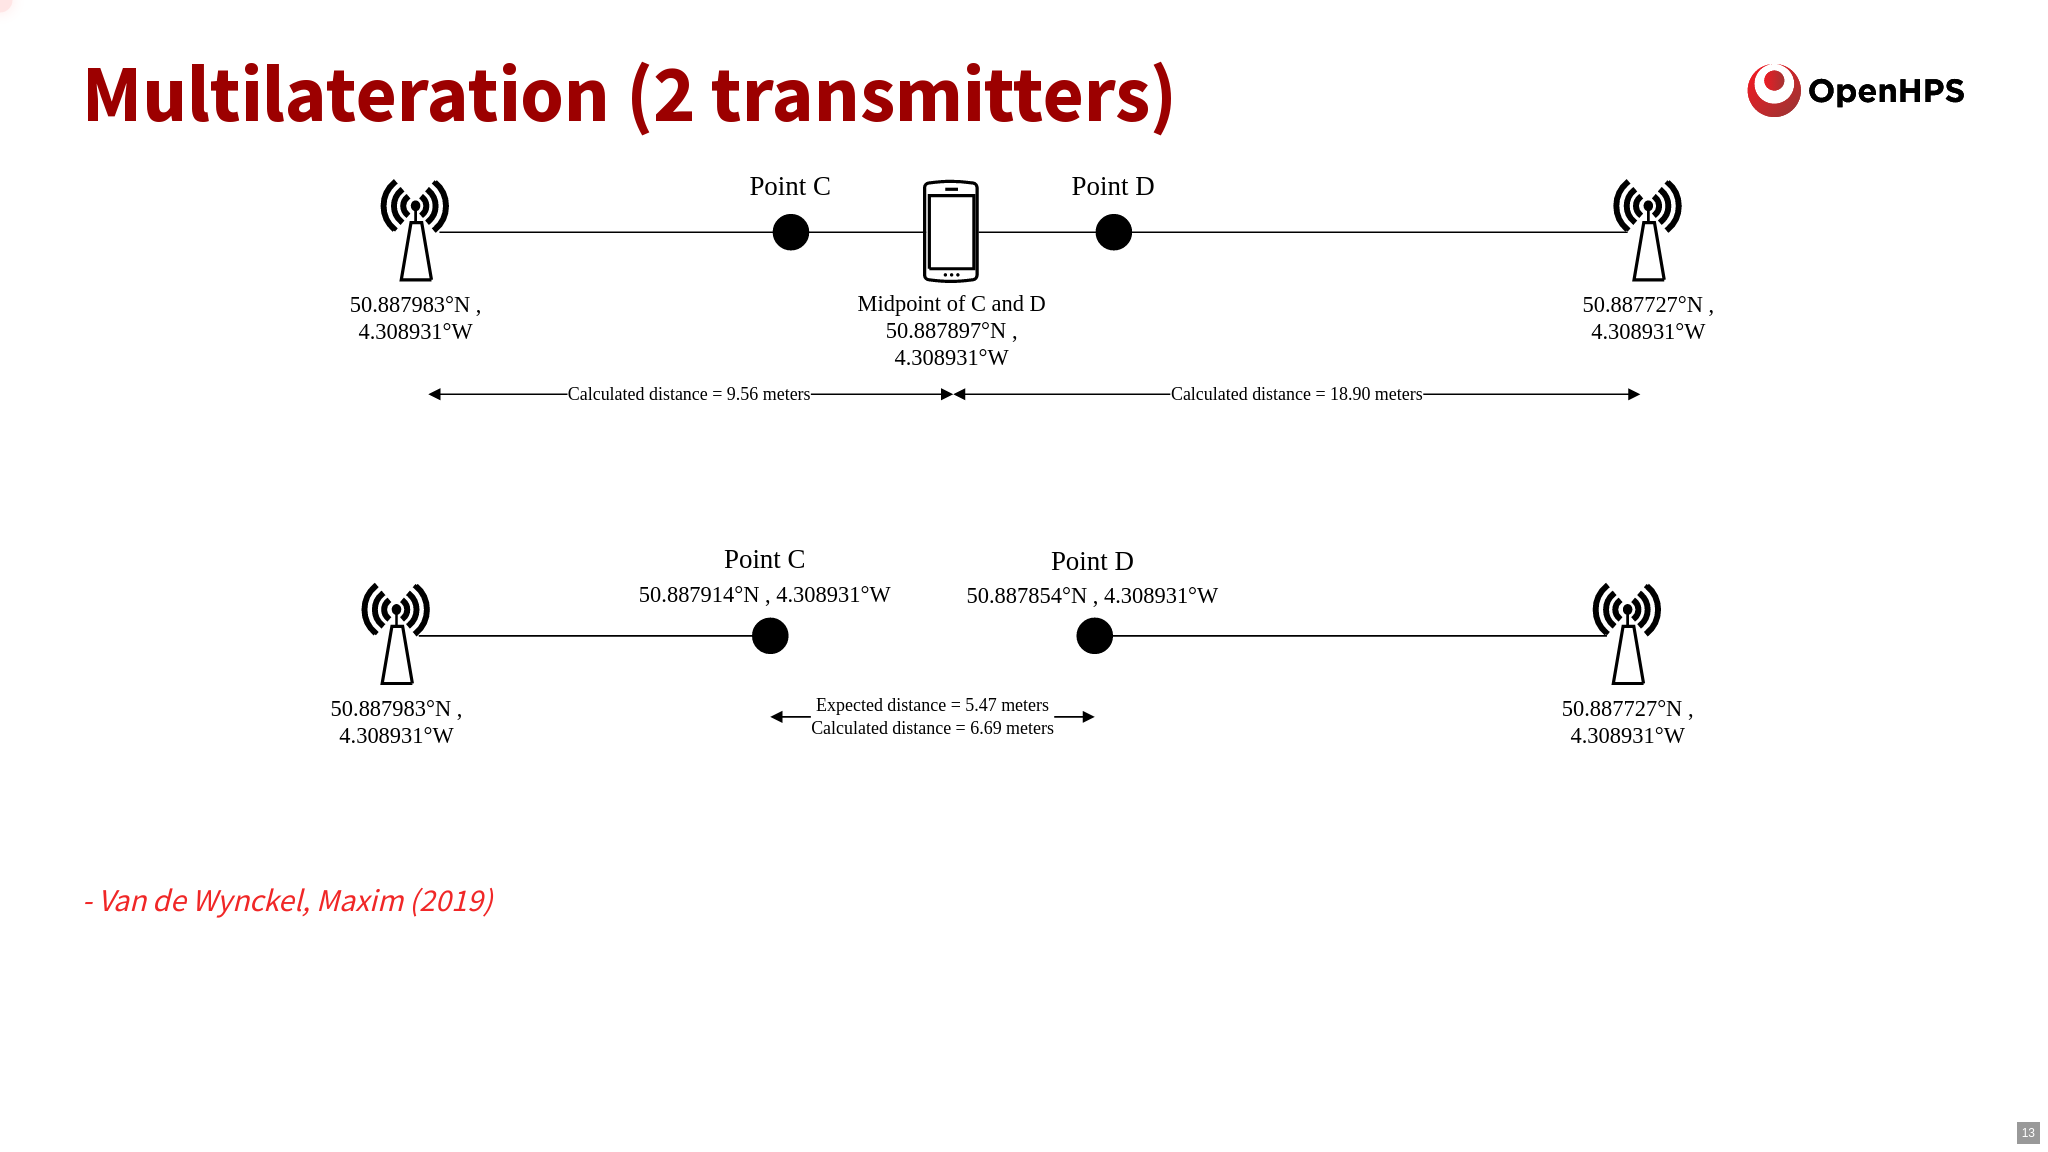 Multilateration (2 transmitters)
OpenHPS
Point C
Point D
50.887983°N ,
4.308931°W
Midpoint of C and D
50.887897°N ,
4.308931°W
50.887727°N ,
4.308931°W
Calculated distance = 9.56 meters
Calculated distance = 18.90 meters
Point C
50.887914°N , 4.308931°W
Point D
50.887854°N , 4.308931°W
50.887983°N ,
4.308931°W
Expected distance = 5.47 meters
Calculated distance = 6.69 meters
50.887727°N ,
4.308931°W
- Van de Wynckel, Maxim (2019)
13